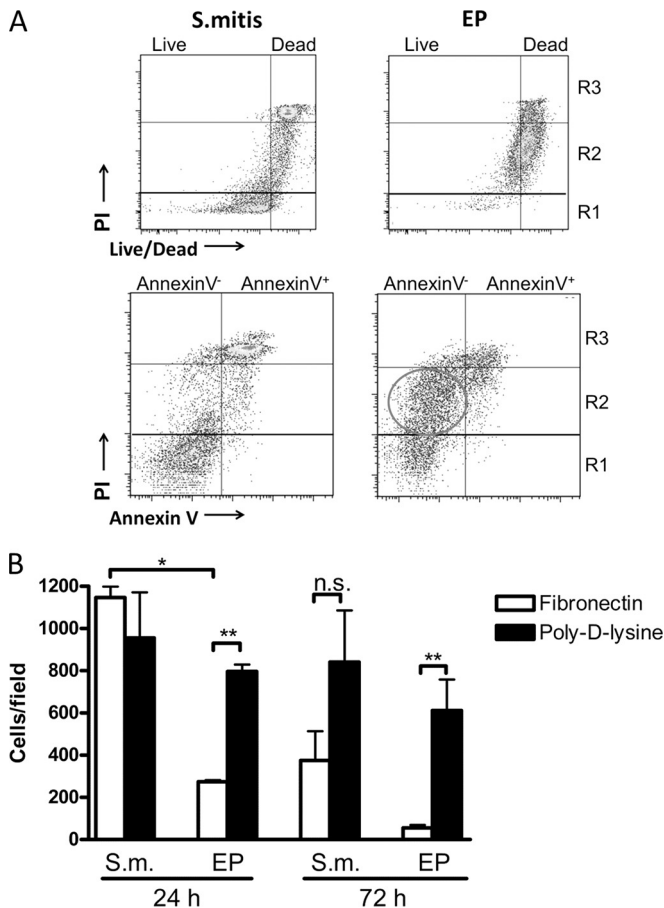 A
S.mitis
EP
Live
Dead
Live
Dead
R3
R2
R1
PI
Live/Dead
AnnexinV-
AnnexinV+
AnnexinV-
AnnexinV+
R3
R2
R1
PI
Annexin V
B
1200
1000
800
600
400
200
0
Cells/field
*
**
n.s.
**
Fibronectin
Poly-D-lysine
S.m.
EP
S.m.
EP
24 h
72 h